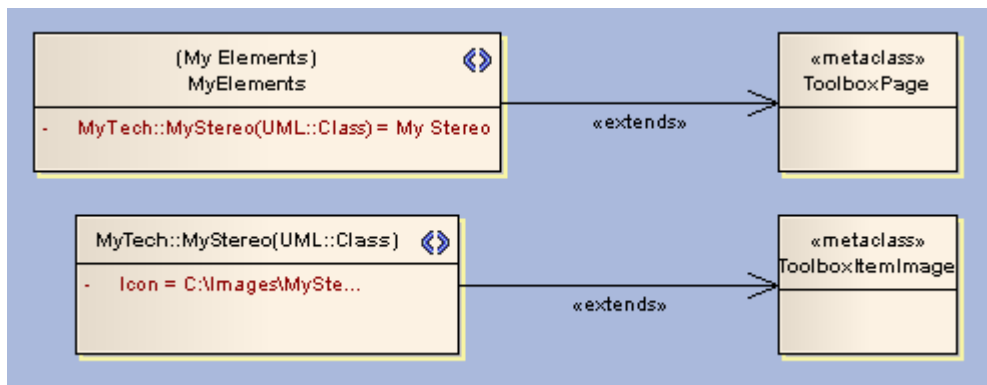 (My Elements)
MyElements
- MyTech::MyStereo(UML::Class) = My Stereo
«extends»
«metaclass»
ToolboxPage
MyTech::MyStereo(UML::Class)
- Icon = C:\Images\MySte...
«extends»
«metaclass»
ToolboxItemImage